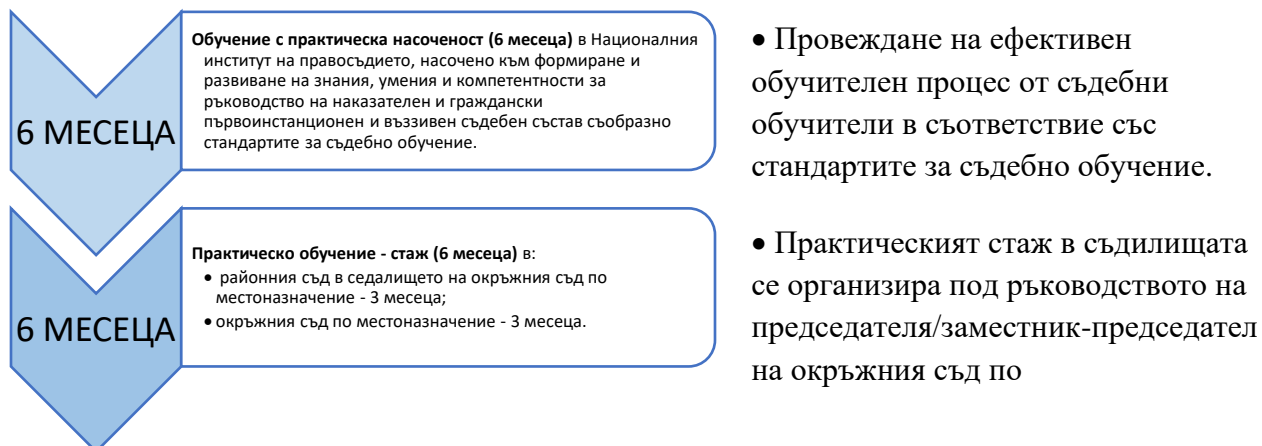 6 МЕСЕЦА
Обучение с практическа насоченост (6 месеца) в Националния
институт на правосъдието, насочено към формиране и
развиване на знания, умения и компетентности за
ръководство на наказателен и граждански
първоинстанционен и въззивен съдебен състав съобразно
стандартите за съдебно обучение.
• Провеждане на ефективен
обучителен процес от съдебни
обучители в съответствие със
стандартите за съдебно обучение.
6 МЕСЕЦА
Практическо обучение - стаж (6 месеца) в:
• районния съд в седалището на окръжния съд по
местоназначение - 3 месеца;
• окръжния съд по местоназначение - 3 месеца.
• Практическият стаж в съдилищата
се организира под ръководството на
председателя/заместник-председател
на окръжния съд по